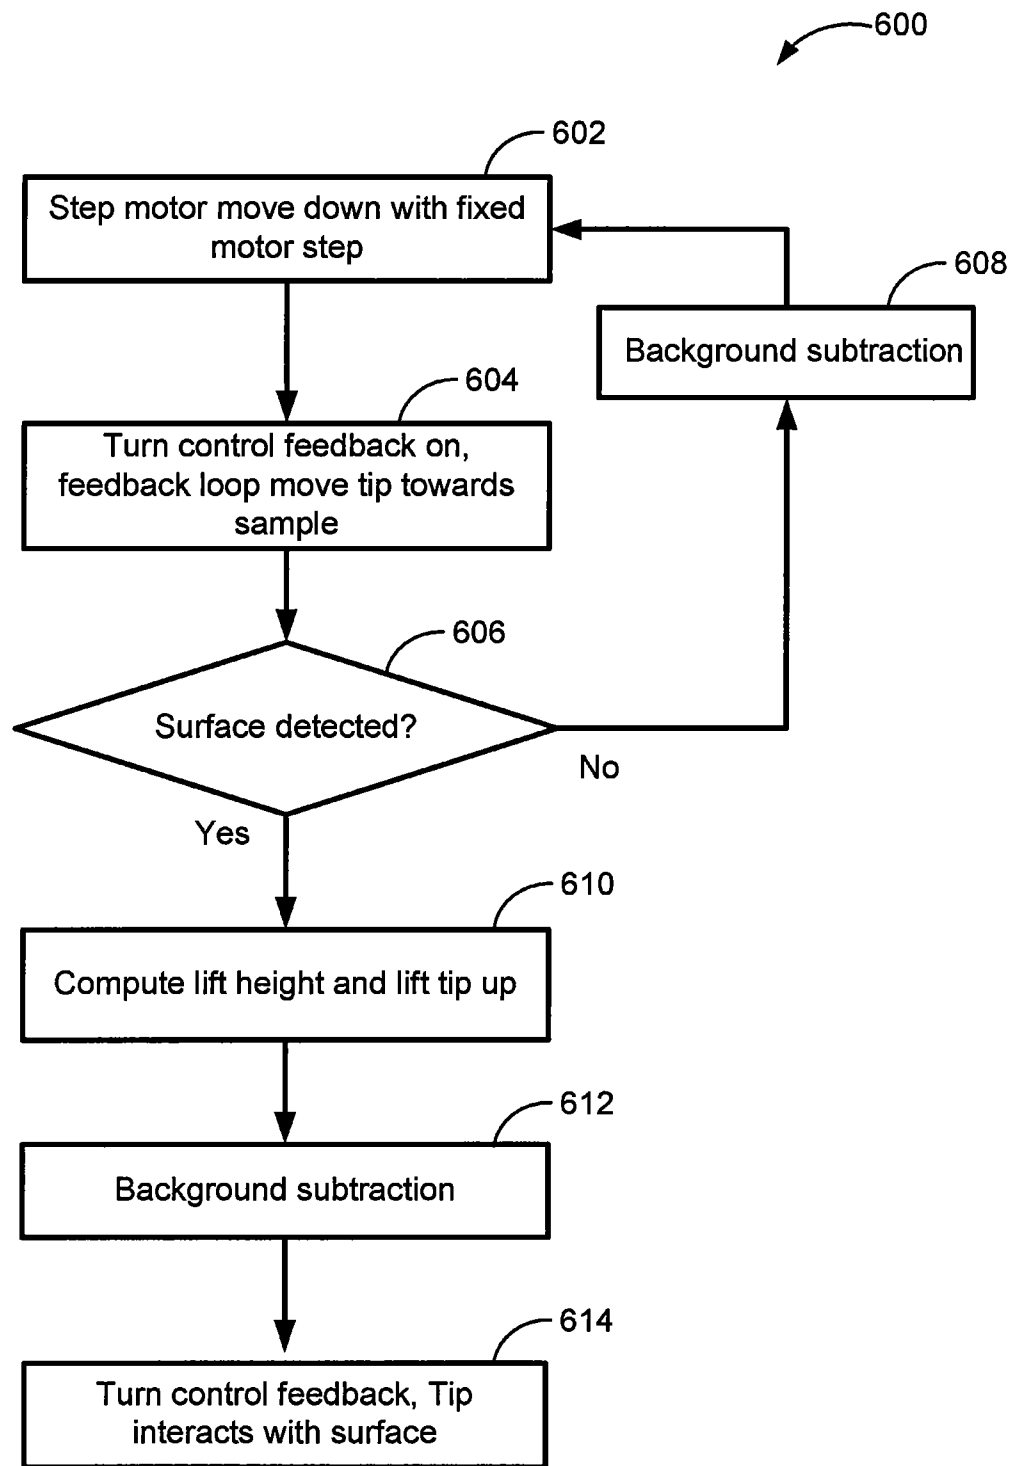 600
602
Step motor move down with fixed
motor step
608
Background subtraction
604
Turn control feedback on,
feedback loop move tip towards
sample
606
Surface detected?
No
Yes
610
Compute lift height and lift tip up
612
Background subtraction
614
Turn control feedback, Tip
interacts with surface